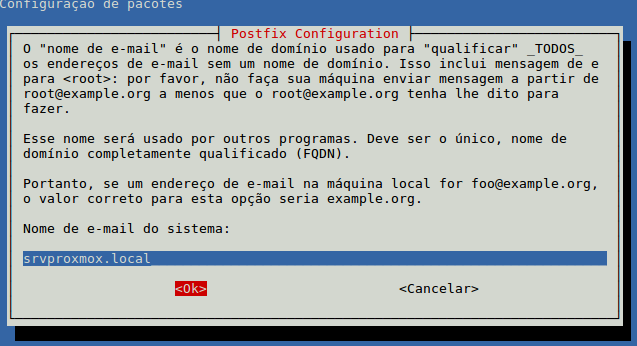 Configuração de pacotes
Postfix Configuration
O "nome de e-mail" é o nome de domínio usado para "qualificar" _TODOS_
os endereços de e-mail sem um nome de domínio. Isso inclui mensagem de e
para <root>: por favor, não faça sua máquina enviar mensagem a partir de
root@example.org a menos que o root@example.org tenha lhe dito para
fazer.
Esse nome será usado por outros programas. Deve ser o único, nome de
domínio completamente qualificado (FQDN).
Portanto, se um endereço de e-mail na máquina local for foo@example.org,
o valor correto para esta opção seria example.org.
Nome de e-mail do sistema:
srvproxmox.local
<Ok> <Cancelar>